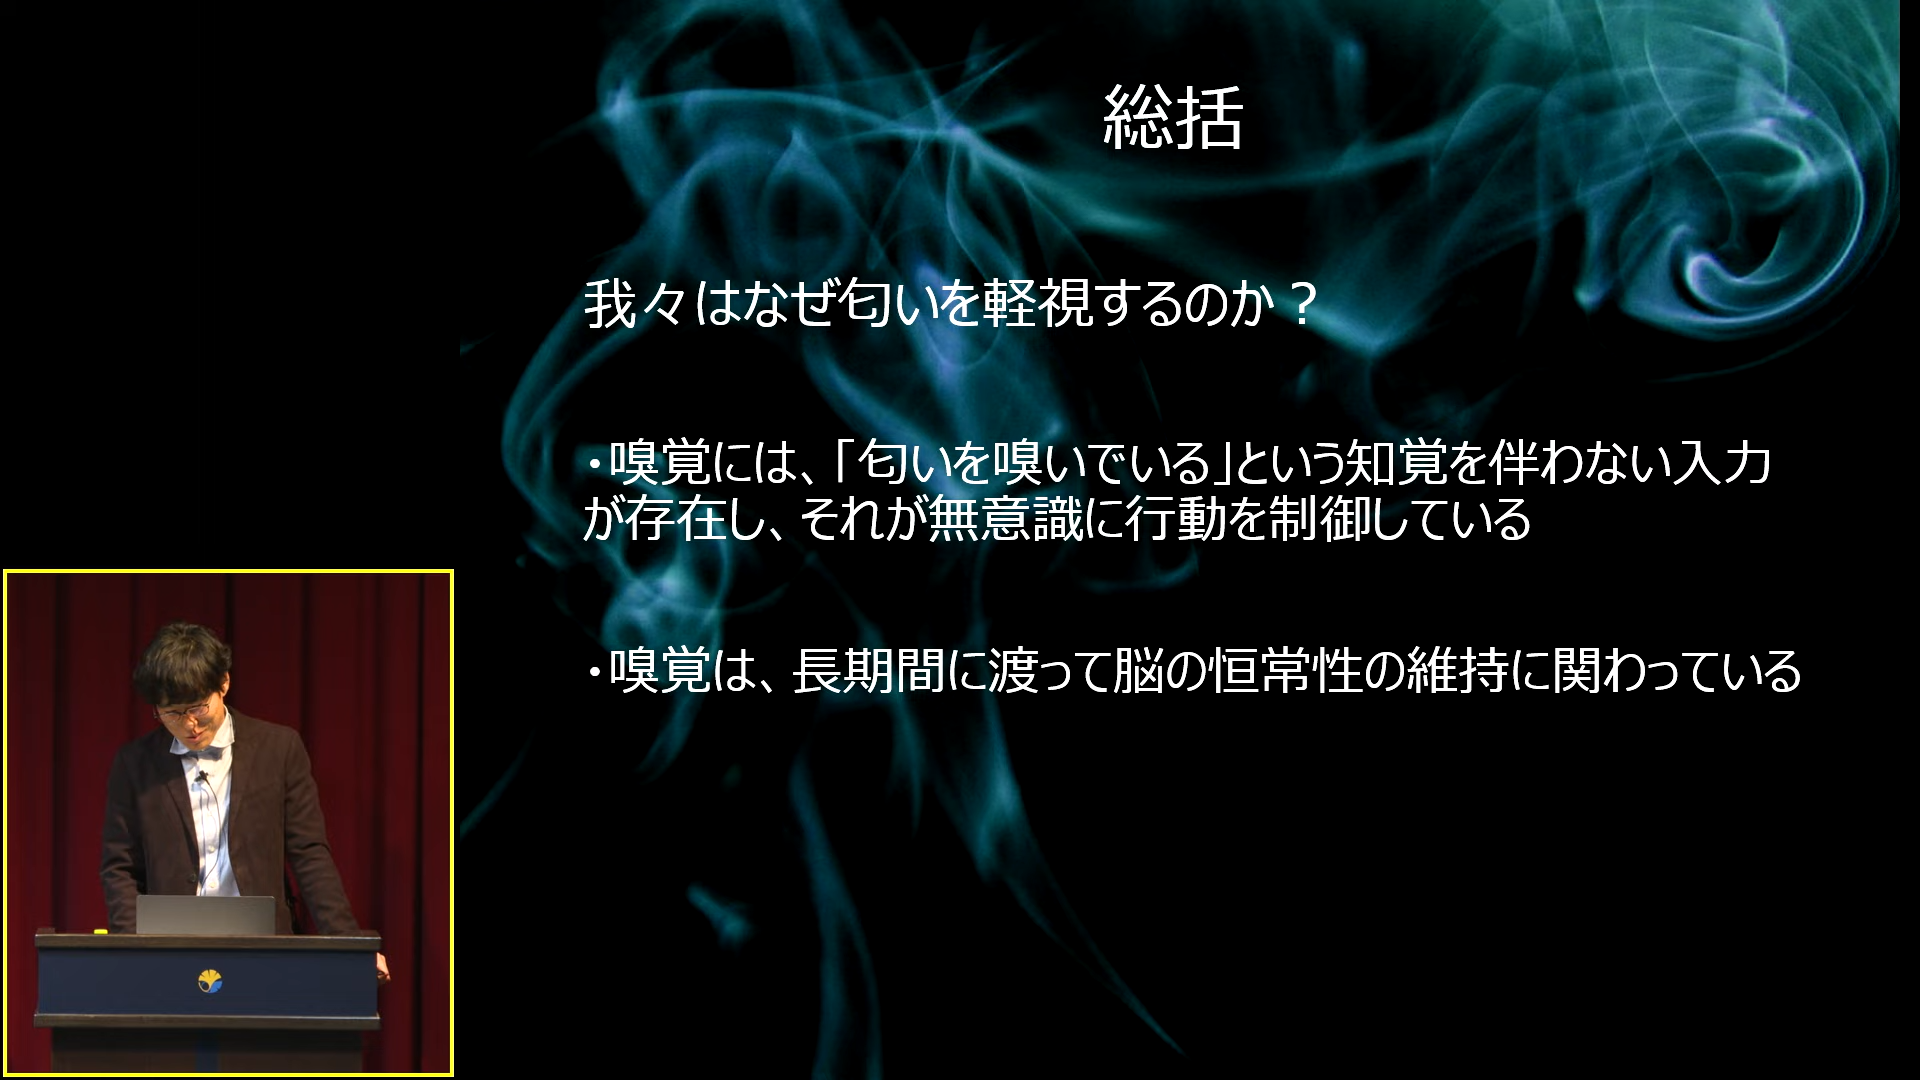 総括
我々はなぜ匂いを軽視するのか？
・嗅覚には、「匂いを嗅いでいる」という知覚を伴わない入力
が存在し、それが無意識に行動を制御している
・嗅覚は、長期間に渡って脳の恒常性の維持に関わっている